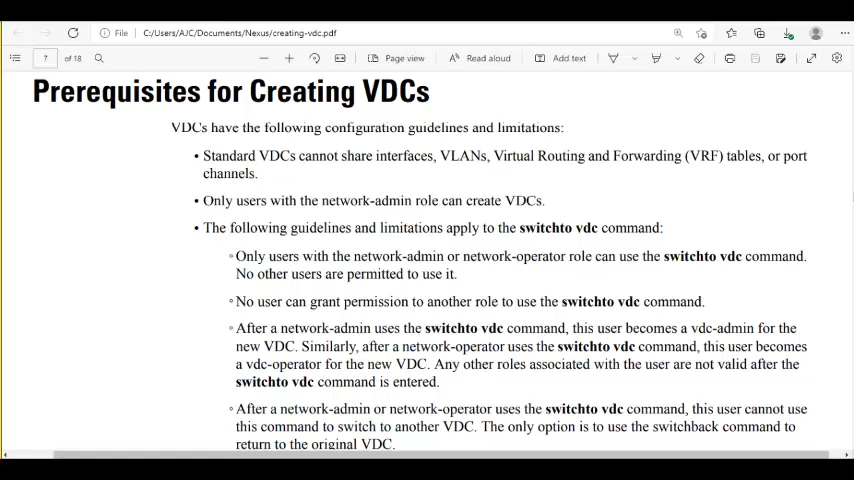 File
C:/Users/AJC/Documents/Nexus/creating-vdc.pdf
? of 18
Page view
Read aloud
Add text
Prerequisites for Creating VDCs
VDCs have the following configuration guidelines and limitations:
• Standard VDCs cannot share interfaces, VLANs, Virtual Routing and Forwarding (VRF) tables, or port
channels.
• Only users with the network-admin role can create VDCs.
• The following guidelines and limitations apply to the switchto vdc command:
◦Only users with the network-admin or network-operator role can use the switchto vdc command.
No other users are permitted to use it.
◦No user can grant permission to another role to use the switchto vdc command.
◦After a network-admin uses the switchto vdc command, this user becomes a vdc-admin for the
new VDC. Similarly, after a network-operator uses the switchto vdc command, this user becomes
a vdc-operator for the new VDC. Any other roles associated with the user are not valid after the
switchto vdc command is entered.
◦After a network-admin or network-operator uses the switchto vdc command, this user cannot use
this command to switch to another VDC. The only option is to use the switchback command to
return to the original VDC.